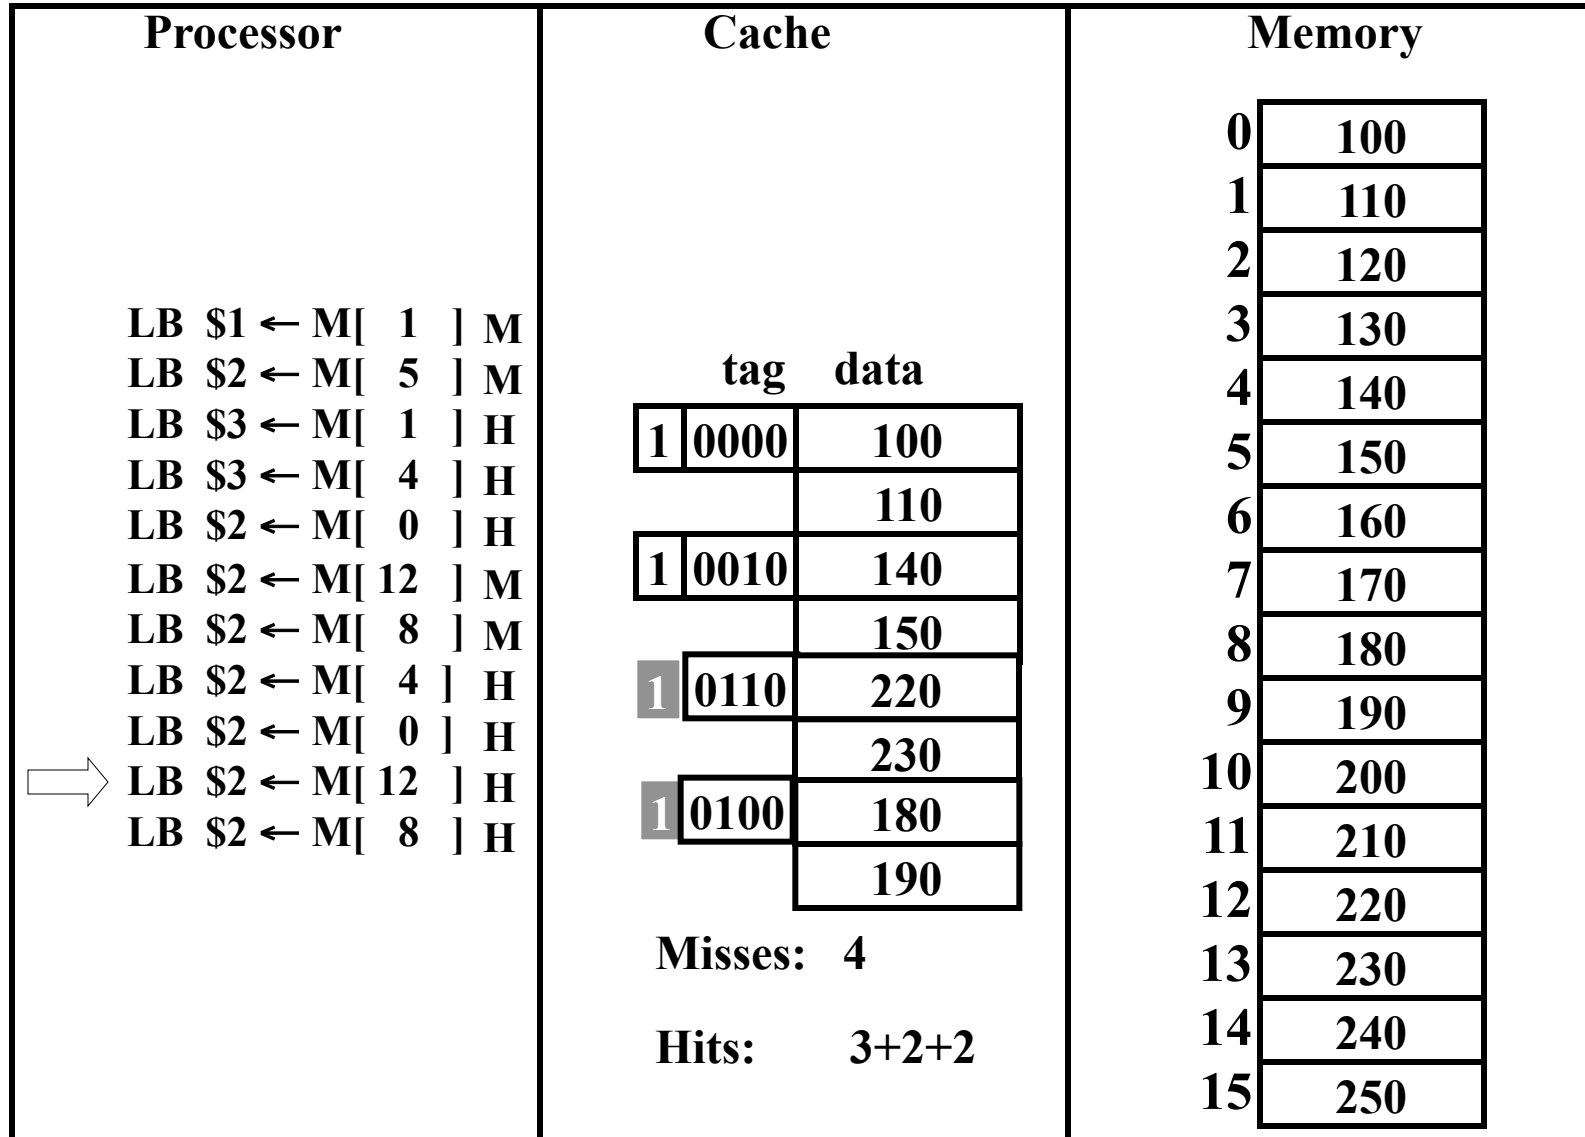 Processor
LB $1 ← M[ 1 ] M
LB $2 ← M[ 5 ] M
LB $3 ← M[ 1 ] H
LB $3 ← M[ 4 ] H
LB $2 ← M[ 0 ] H
LB $2 ← M[ 12 ] M
LB $2 ← M[ 8 ] M
LB $2 ← M[ 4 ] H
LB $2 ← M[ 0 ] H
LB $2 ← M[ 12 ] H
LB $2 ← M[ 8 ] H
Cache
tag data
1 0000 100
110
1 0010 140
150
1 0110 220
230
1 0100 180
190
Misses: 4
Hits: 3+2+2
Memory
0 100
1 110
2 120
3 130
4 140
5 150
6 160
7 170
8 180
9 190
10 200
11 210
12 220
13 230
14 240
15 250